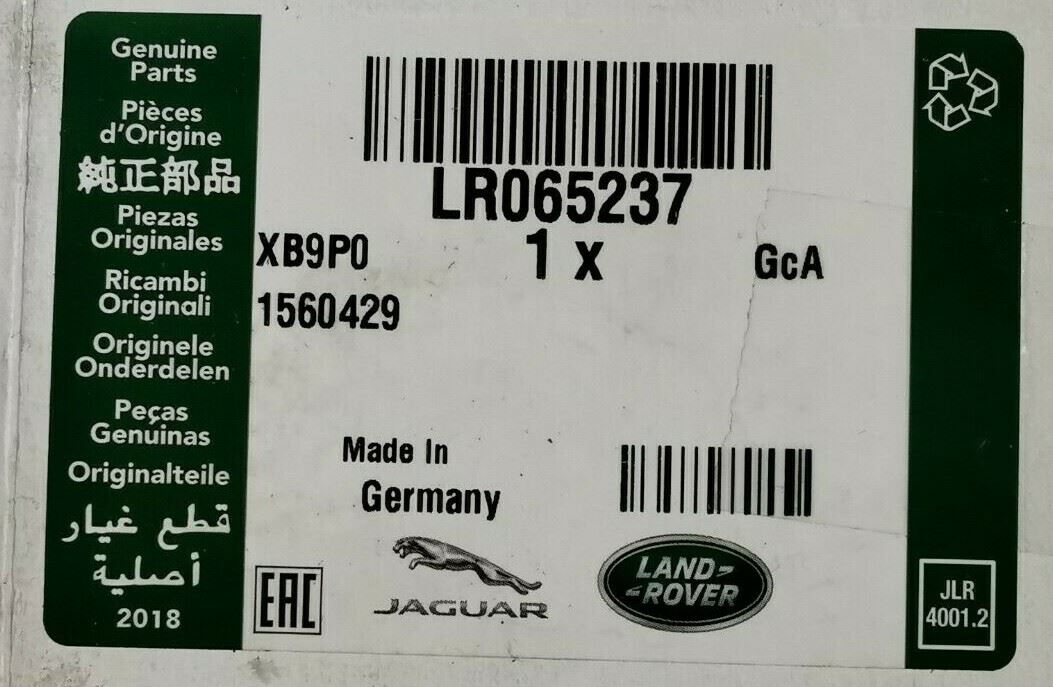 Genuine
Parts
Pièces
d'Origine
純正部品
Piezas
Originales
Ricambi
Originali
Originele
Onderdelen
Peças
Genuinas
Originalteile
قطع غيار
أصلية
2018
LR065237
XB9P0
1 x
GcA
1560429
Made In
Germany
EAC
JAGUAR
LAND-
-ROVER
JLR
4001.2